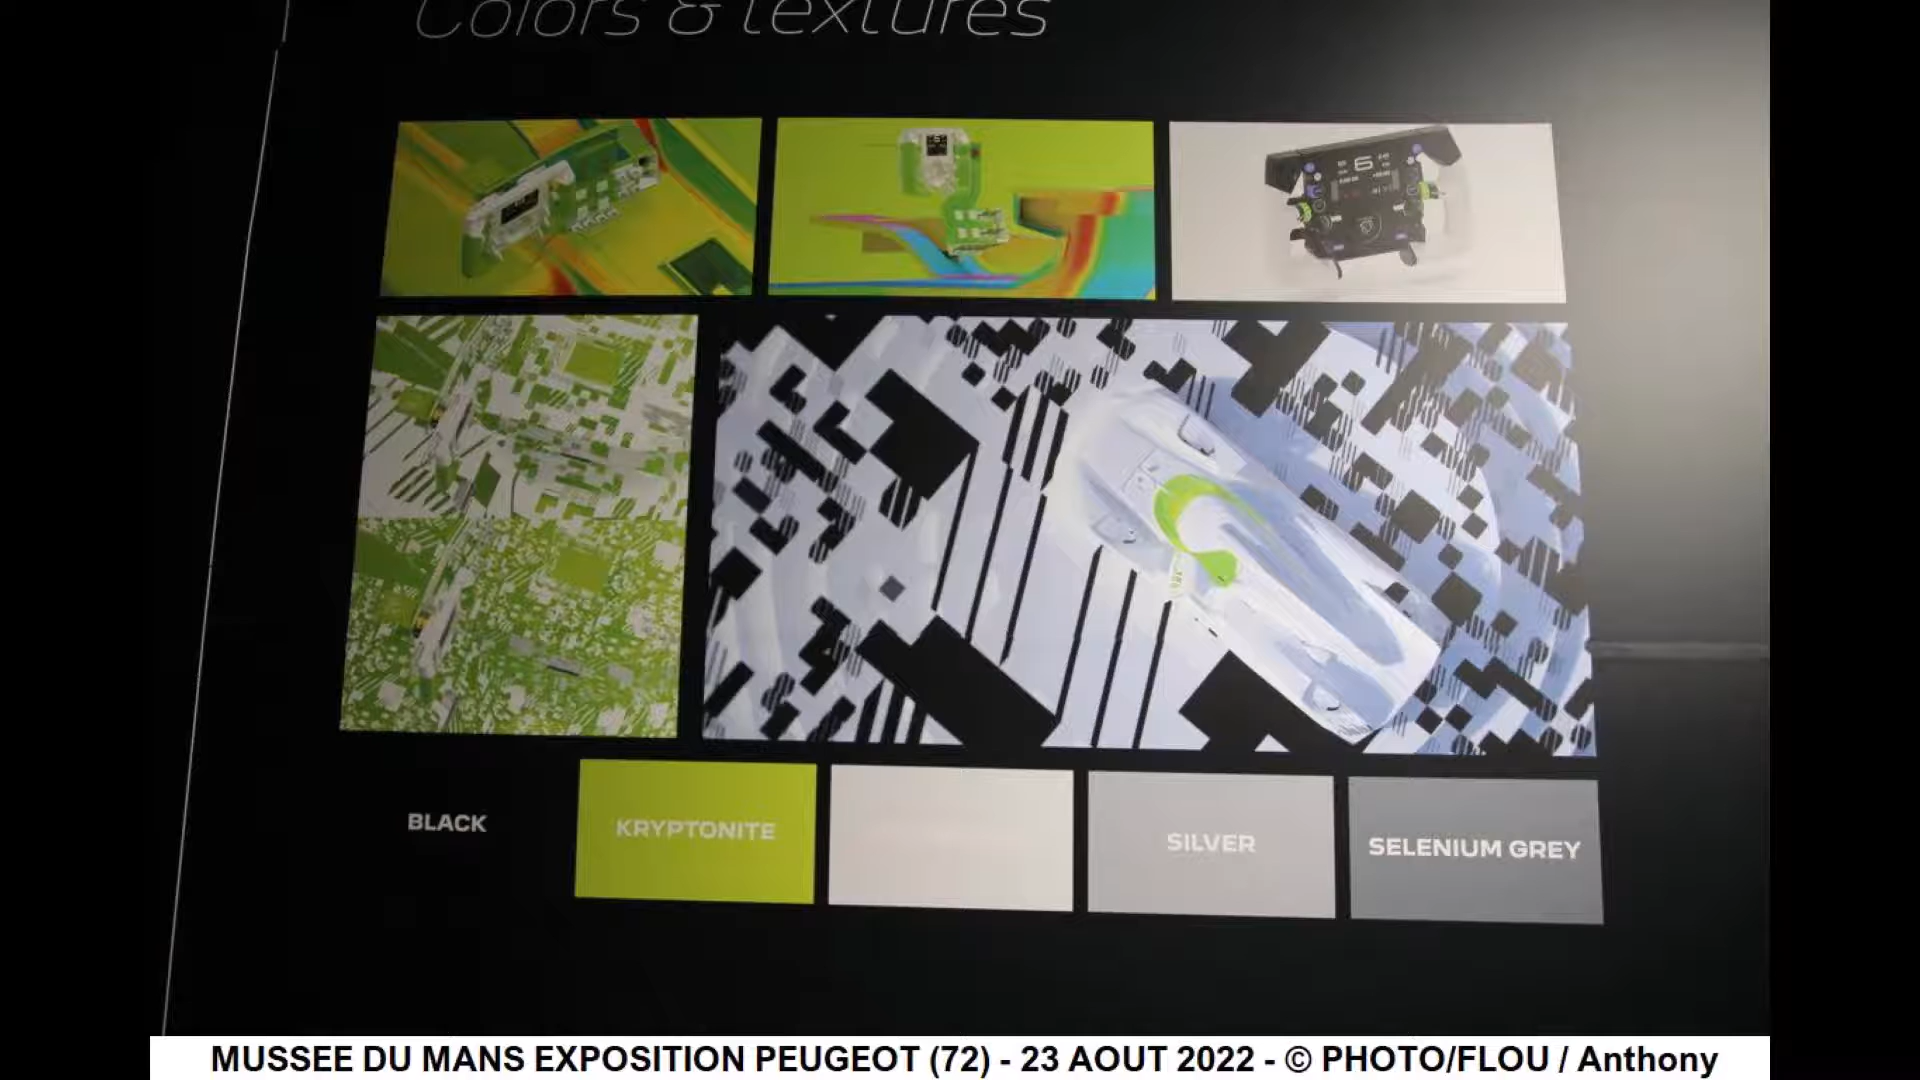 Colors & textures
6
BLACK
KRYPTONITE
SILVER
SELENIUM GREY
MUSSEE DU MANS EXPOSITION PEUGEOT (72) - 23 AOUT 2022 - © PHOTO/FLOU / Anthony